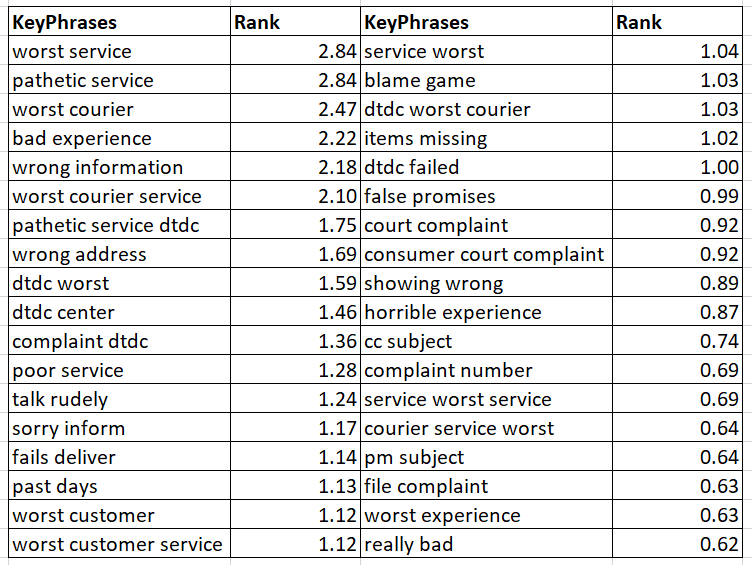 KeyPhrases Rank KeyPhrases Rank
worst service 2.84 service worst 1.04
pathetic service 2.84 blame game 1.03
worst courier 2.47 dtdc worst courier 1.03
bad experience 2.22 items missing 1.02
wrong information 2.18 dtdc failed 1.00
worst courier service 2.10 false promises 0.99
pathetic service dtdc 1.75 court complaint 0.92
wrong address 1.69 consumer court complaint 0.92
dtdc worst 1.59 showing wrong 0.89
dtdc center 1.46 horrible experience 0.87
complaint dtdc 1.36 cc subject 0.74
poor service 1.28 complaint number 0.69
talk rudely 1.24 service worst service 0.69
sorry inform 1.17 courier service worst 0.64
fails deliver 1.14 pm subject 0.64
past days 1.13 file complaint 0.63
worst customer 1.12 worst experience 0.63
worst customer service 1.12 really bad 0.62